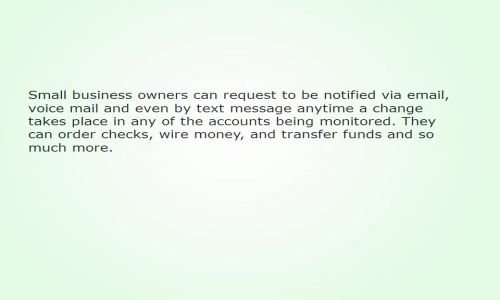 Small business owners can request to be notified via email,
voice mail and even by text message anytime a change
takes place in any of the accounts being monitored. They
can order checks, wire money, and transfer funds and so
much more.